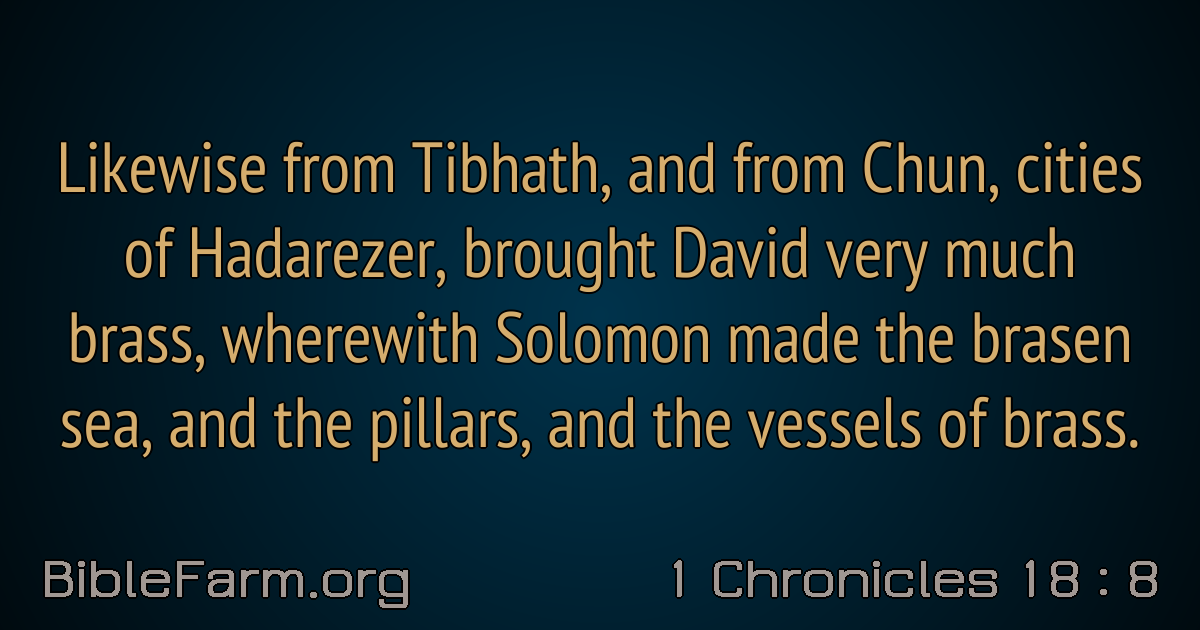 Likewise from Tibhath, and from Chun, cities
of Hadarezer, brought David very much
brass, wherewith Solomon made the brasen
sea, and the pillars, and the vessels of brass.
BibleFarm.org
1 Chronicles 18 : 8